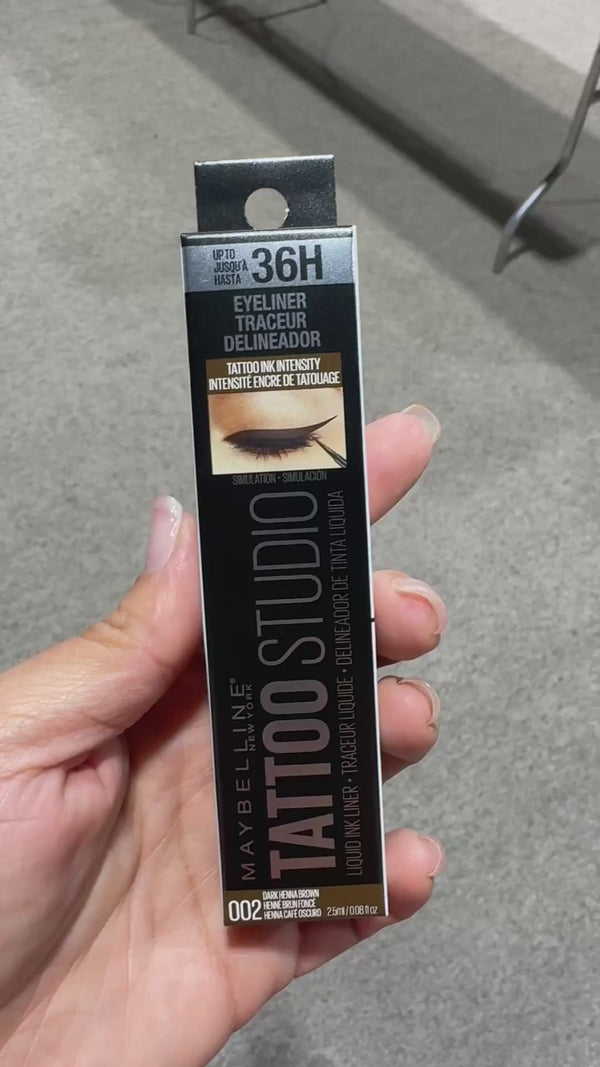 UP TO
JUSQU'À
HASTA
36H
EYELINER
TRACEUR
DELINEADOR
TATTOO INK INTENSITY
INTENSITÉ ENCRE DE TATOUAGE
SIMULATION • SIMULACIÓN
MAYBELLINE®
NEW YORK
TATTOO STUDIO
LIQUID INK LINER • TRACEUR LIQUIDE • DELINEADOR DE TINTA LIQUIDA
002
DARK HENNA BROWN
HENNÉ BRUN FONCÉ
HENNA CAFÉ OSCURO
2.5ml / 0.08 fl oz